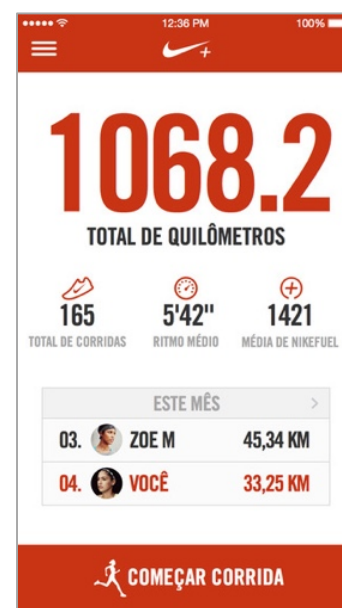 12:36 PM 100%
+
1068.2
TOTAL DE QUILÔMETROS
165 5'42" 1421
TOTAL DE CORRIDAS RITMO MÉDIO MÉDIA DE NIKEFUEL
ESTE MÊS >
03. ZOE M 45,34 KM
04. VOCÊ 33,25 KM
COMEÇAR CORRIDA